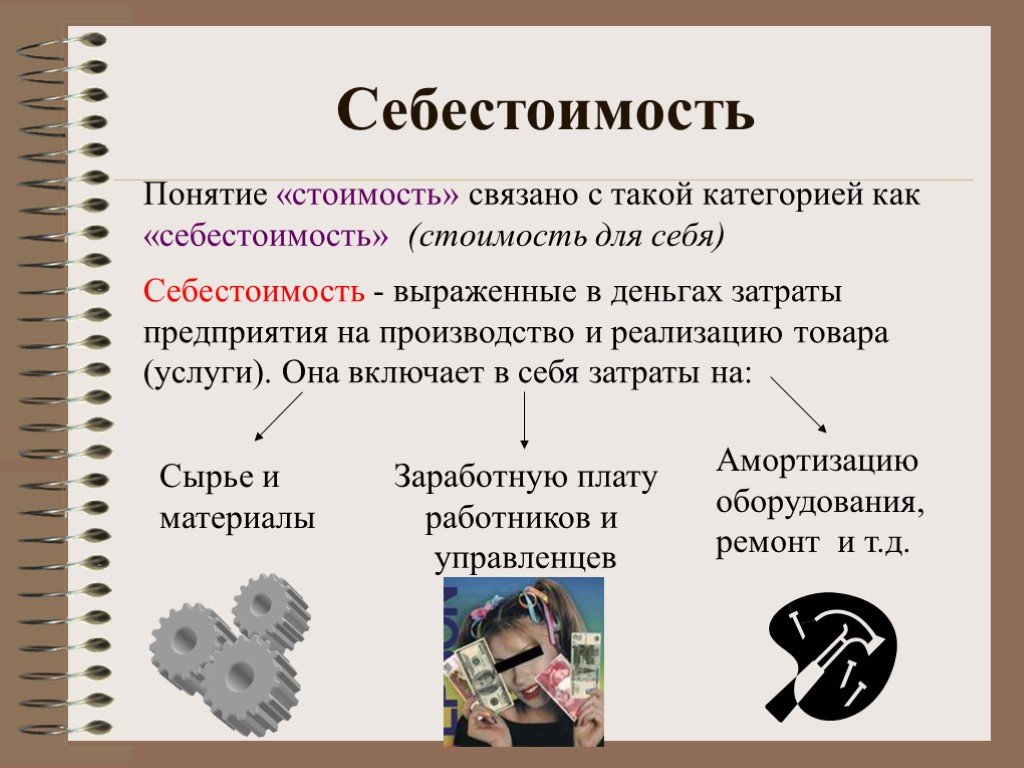 Себестоимость
Понятие «стоимость» связано с такой категорией как
«себестоимость» (стоимость для себя)
Себестоимость - выраженные в деньгах затраты
предприятия на производство и реализацию товара
(услуги). Она включает в себя затраты на:
Сырье и
материалы
Заработную плату
работников и
управленцев
Амортизацию
оборудования,
ремонт и т.д.